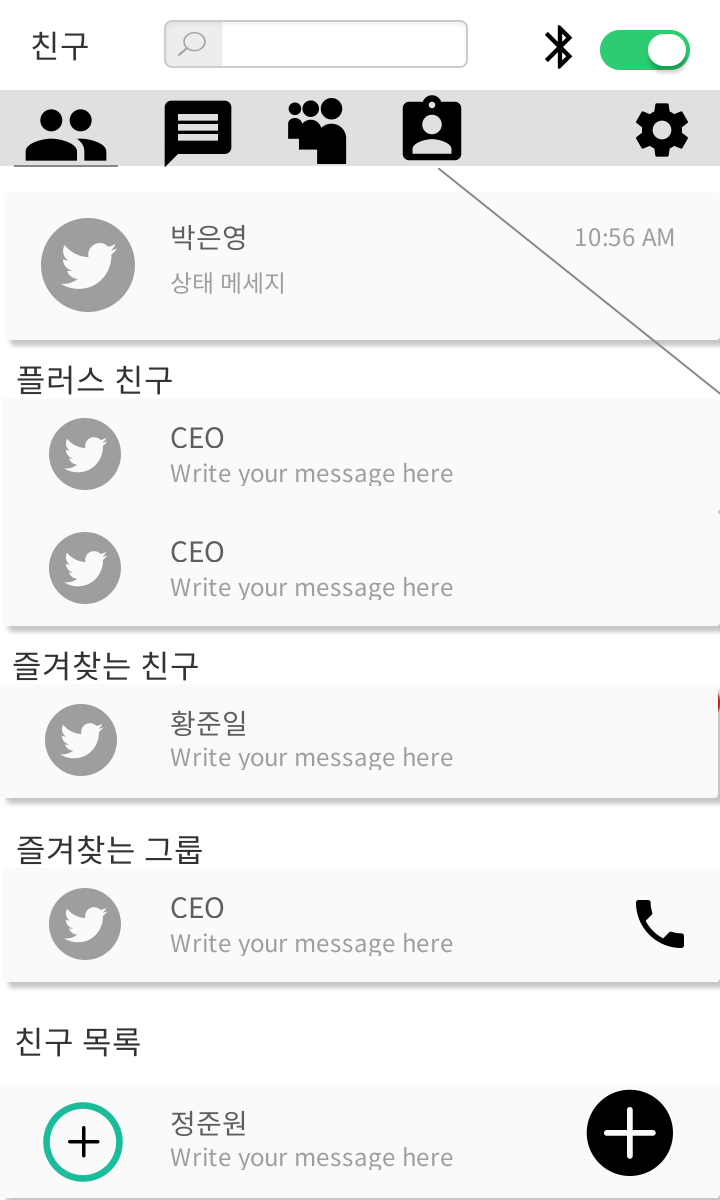 친구
박은영
10:56 AM
상태 메세지
플러스 친구
CEO
Write your message here
CEO
Write your message here
즐겨찾는 친구
황준일
Write your message here
즐겨찾는 그룹
CEO
Write your message here
친구 목록
정준원
Write your message here